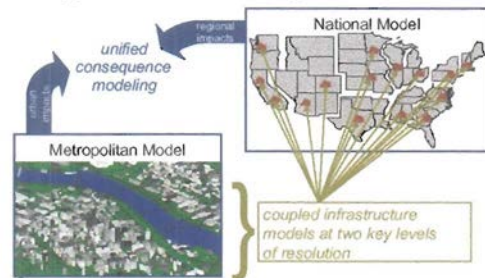 regional
impacts
National Model
unified
consequence
modeling
urban
impacts
Metropolitan Model
coupled infrastructure
models at two key levels
of resolution